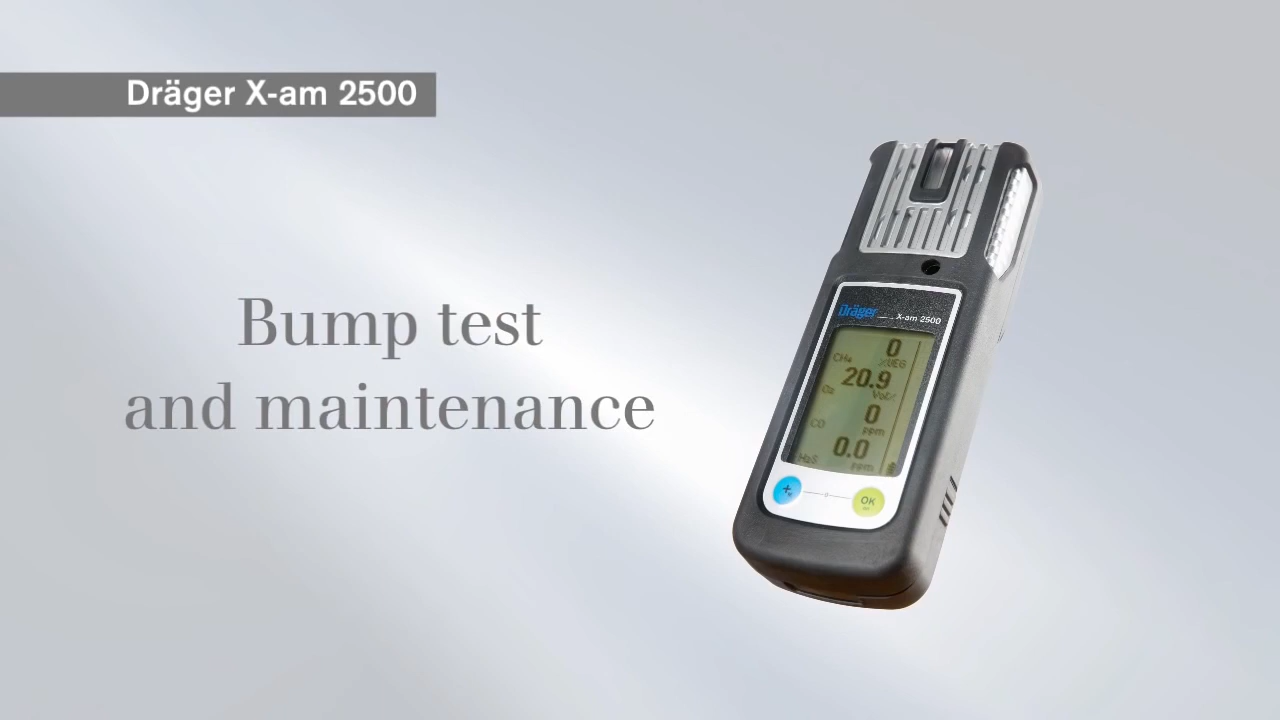 Dräger X-am 2500
Bump test
and maintenance
Dräger X-am 2500
0
CH₄ %UEG
20.9
O₂ Vol%
0
CO ppm
0.0
H₂S ppm
+
OK